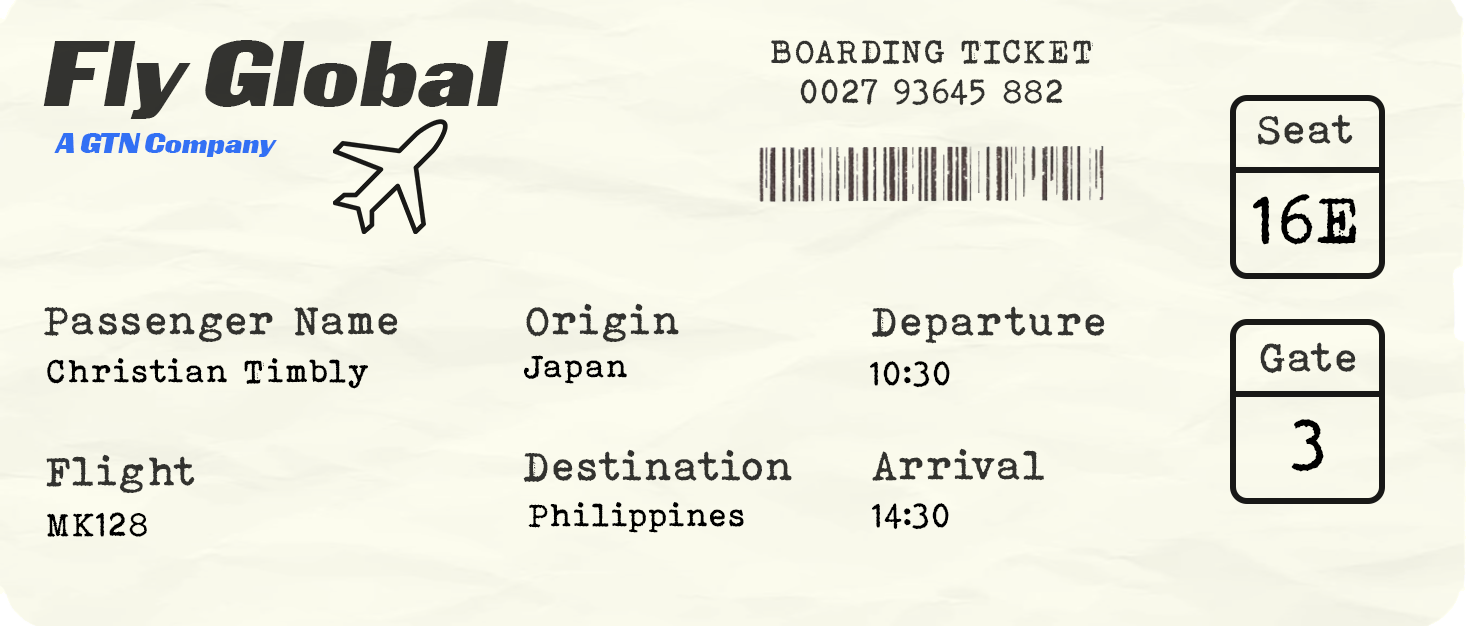 Fly Global
A GTN Company
BOARDING TICKET
0027 93645 882
Seat
16E
Passenger Name
Christian Timbly
Origin
Japan
Departure
10:30
Gate
3
Flight
MK128
Destination
Philippines
Arrival
14:30